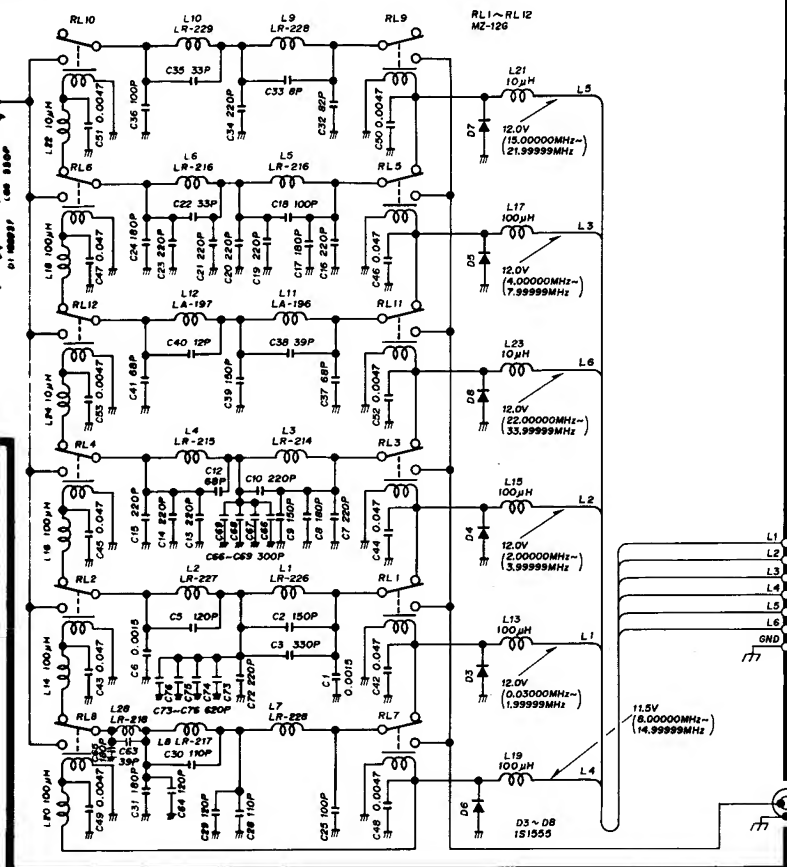 RL10
L10
LR-229
L9
LR-228
RL9
RL1~RL12
MZ-12G
C35 33P
C36 100P
C33 8P
C34 220P
C32 82P
C51 0.0047
L22 10μH
C50 0.0047
D7
L21
10μH
L5
12.0V
(15.00000MHz~
21.99999MHz)
RL6
L6
LR-216
L5
LR-216
RL5
C22 33P
C18 100P
C24 180P
C23 220P
C21 220P
C20 220P
C19 220P
C17 180P
C16 220P
L18 100μH
C47 0.047
C46 0.047
D5
L17
100μH
L3
12.0V
(4.00000MHz~
7.99999MHz)
RL12
L12
LA-197
L11
LA-196
RL11
C40 12P
C38 39P
C41 68P
C39 150P
C37 68P
L24 10μH
C53 0.0047
C52 0.0047
D8
L23
10μH
L6
12.0V
(22.00000MHz~
33.99999MHz)
RL4
L4
LR-215
L3
LR-214
RL3
C12
68P
C10 220P
C15 220P
C14 220P
C13 220P
C69
C68
C67
C66
C9 150P
C8 180P
C7 220P
C66~C69 300P
L16 100μH
C45 0.047
C44 0.047
D4
L15
100μH
L2
12.0V
(2.00000MHz~
3.99999MHz)
RL2
L2
LR-227
L1
LR-226
RL1
C5 120P
C2 150P
C3 330P
C6 0.0015
C76
C75
C74
C73
C72 220P
C1
0.0015
C73~C76 620P
L14 100μH
C43 0.047
C42 0.047
D3
L13
100μH
L1
12.0V
(0.03000MHz~
1.99999MHz)
RL8
L28
LR-218
L8 LR-217
L7
LR-228
RL7
C65
180P
C63
39P
C30 110P
C31 180P
C64 120P
C29 120P
C28 110P
C25 100P
L20 100μH
C49 0.0047
C48 0.0047
D6
L19
100μH
L4
11.5V
(8.00000MHz~
14.99999MHz)
D3~D8
1S1555
L1
L2
L3
L4
L5
L6
GND